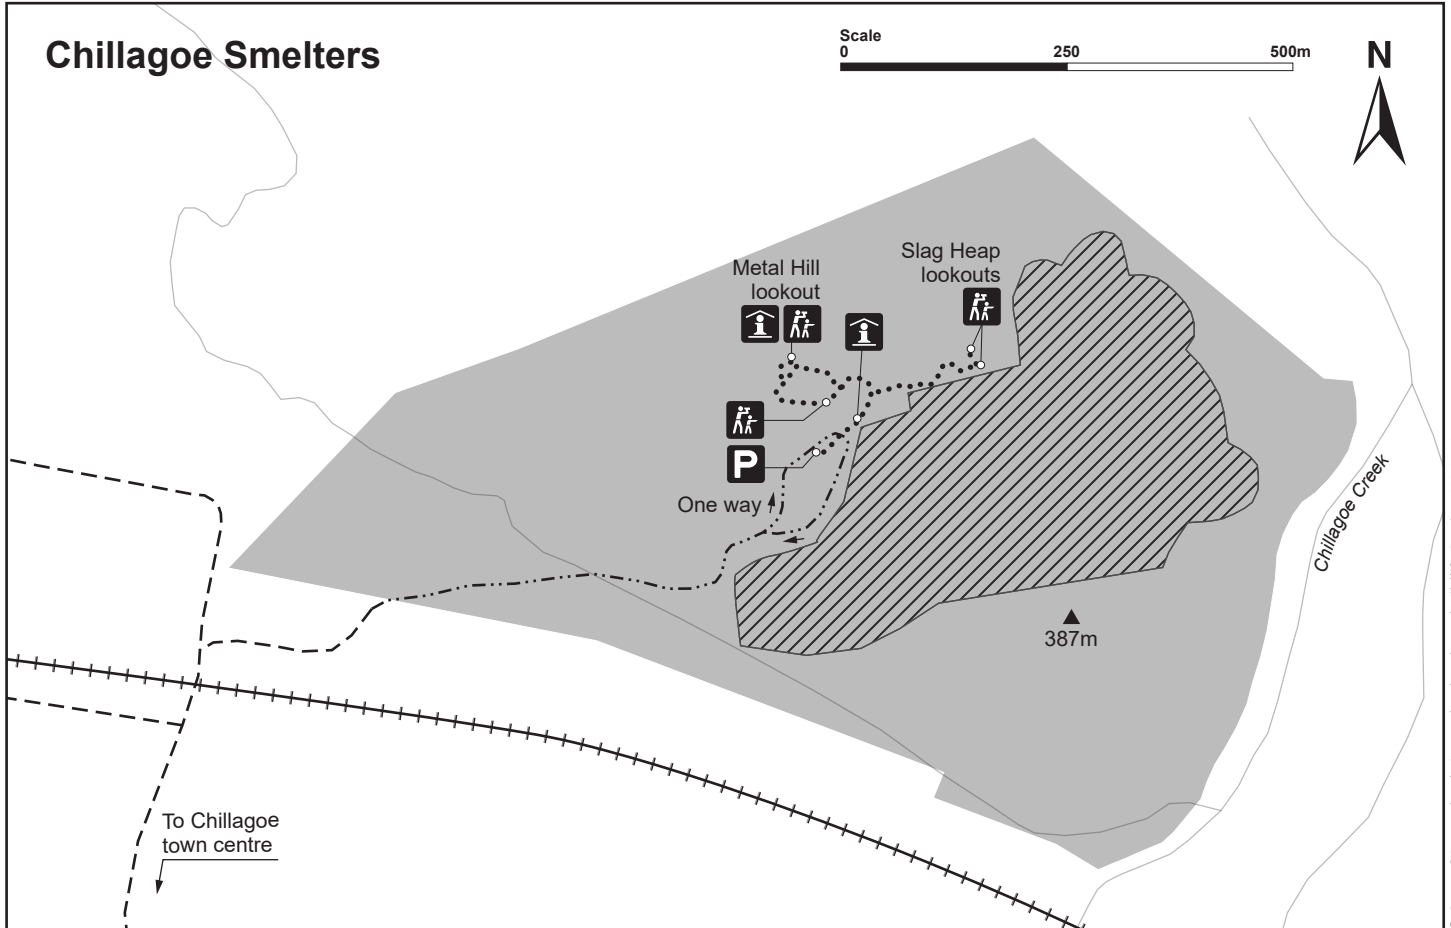 Chillagoe Smelters
Scale
0 250 500m
N
Slag Heap
lookouts
Metal Hill
lookout
P
One way
Chillagoe Creek
387m
To Chillagoe
town centre